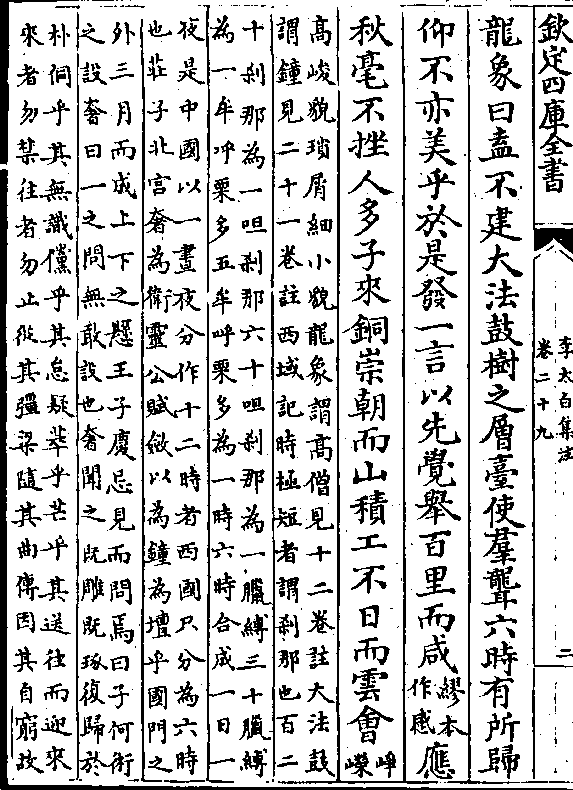 欽定四庫全書
李太白集注
卷二十九
二
龍象曰盍不建大法鼓樹之層臺使羣聾六時有所歸
仰不亦美乎於是發一言以先覺舉百里而咸繆本作感應
秋毫不挫人多子來銅崇朝而山積工不日而雲會崢嶸
高峻貌瑣屑細小貌龍象謂高僧見十二卷註大法鼓
謂鐘見二十一卷註西域記時極短者謂刹那也百二
十刹那為一呾刹那六十呾刹那為一臘縛三十臘縛
為一牟呼栗多五牟呼栗多為一時六時合成一日一
夜是中國以一晝夜分作十二時者西國只分為六時
也莊子北宮奢為衛靈公賦斂以為鐘為壇乎國門之
外三月而成上下之懸王子慶忌見而問焉曰子何術
之設奢曰一之問無敢設也奢聞之既雕既琢復歸於
朴侗乎其無識儻乎其怠疑萃乎芒乎其送往而迎來
來者勿禁往者勿止從其彊梁隨其曲傳因其自窮故